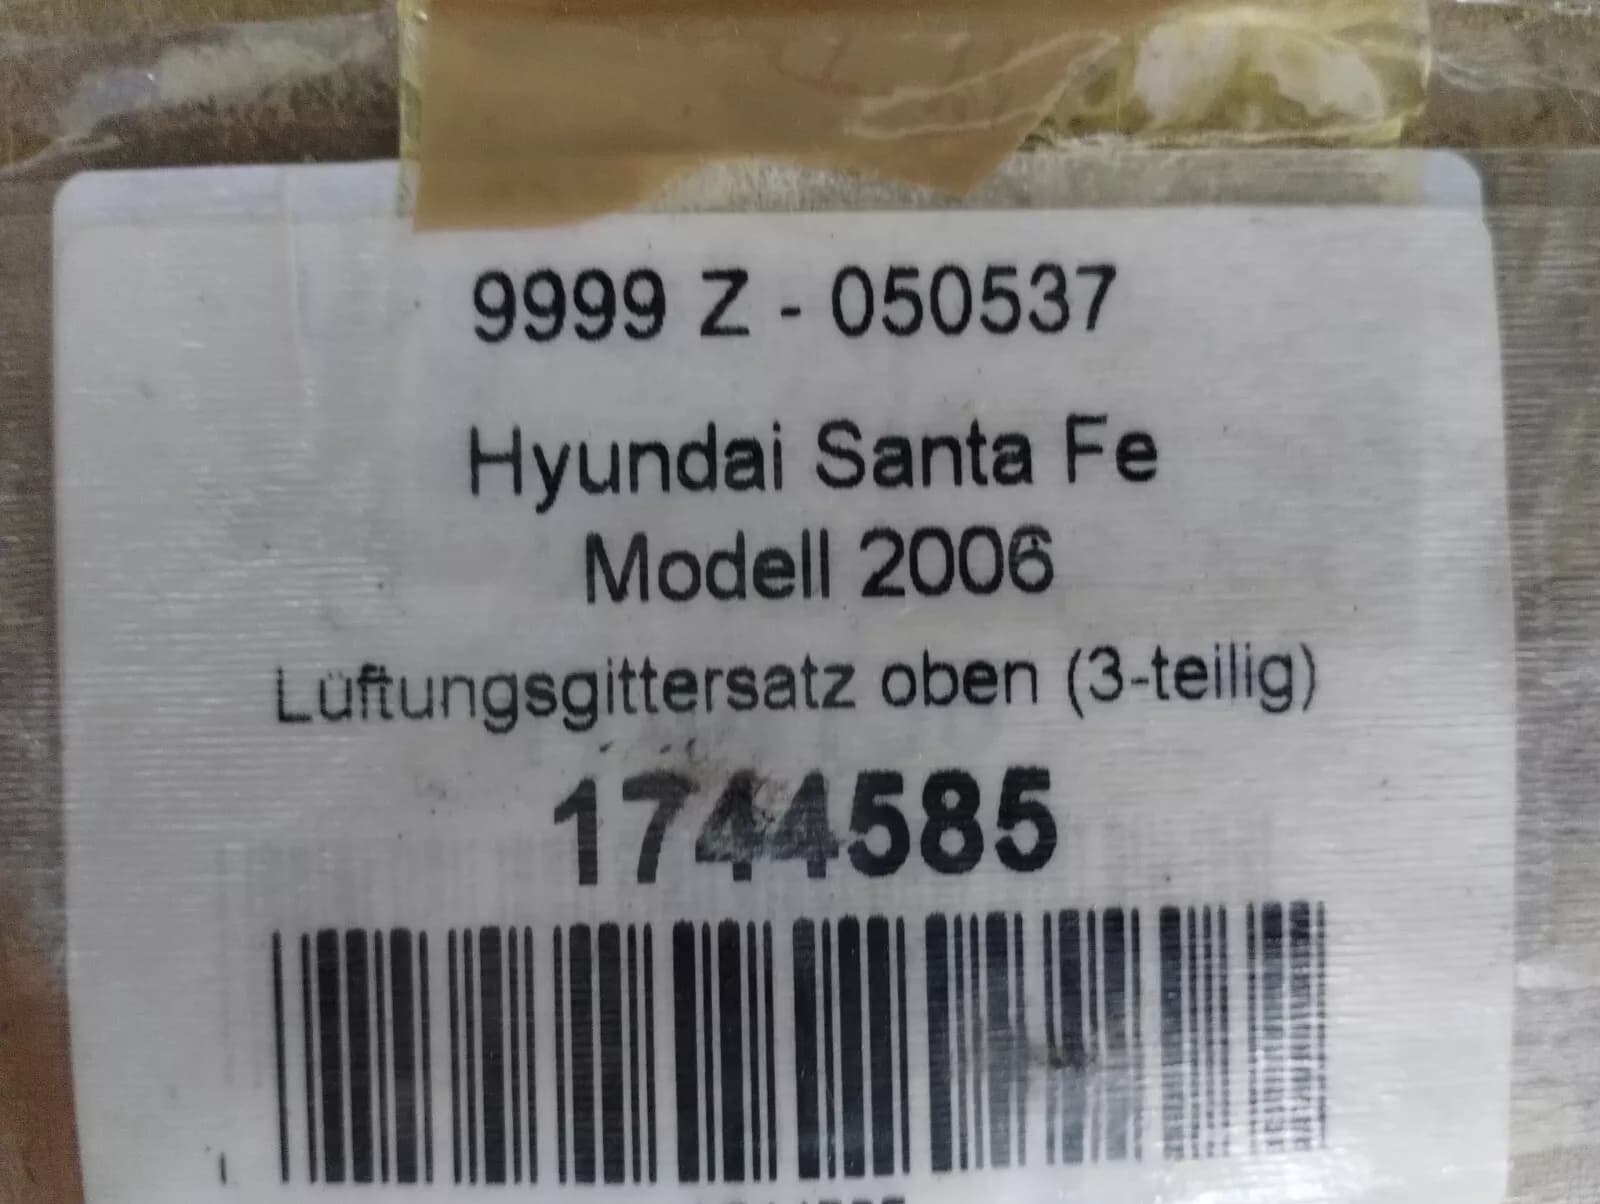 9999 Z - 050537
Hyundai Santa Fe
Modell 2006
Lüftungsgittersatz oben (3-teilig)
1744585